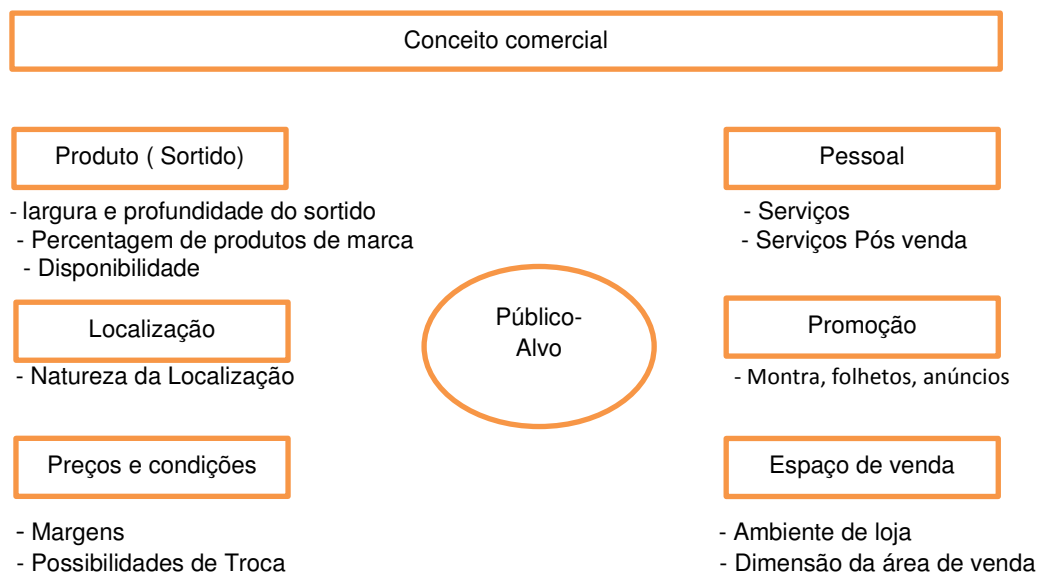 Conceito comercial
Produto ( Sortido)
- largura e profundidade do sortido
- Percentagem de produtos de marca
- Disponibilidade
Localização
- Natureza da Localização
Preços e condições
- Margens
- Possibilidades de Troca
Público-
Alvo
Pessoal
- Serviços
- Serviços Pós venda
Promoção
- Montra, folhetos, anúncios
Espaço de venda
- Ambiente de loja
- Dimensão da área de venda